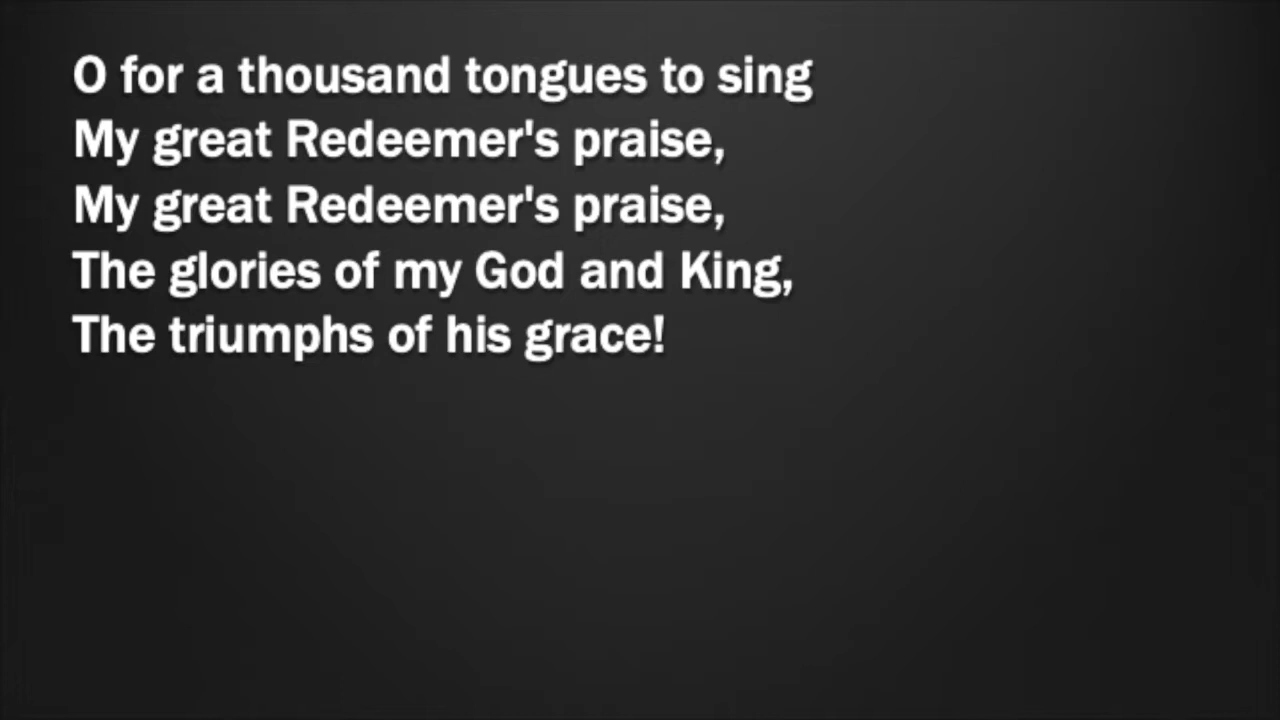 O for a thousand tongues to sing
My great Redeemer's praise,
My great Redeemer's praise,
The glories of my God and King,
The triumphs of his grace!